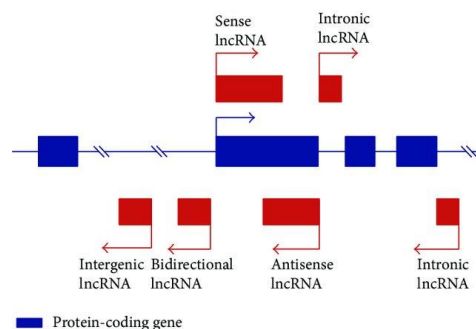 Sense
lncRNA
Intronic
lncRNA
Intergenic
lncRNA
Bidirectional
lncRNA
Antisense
lncRNA
Intronic
lncRNA
Protein-coding gene